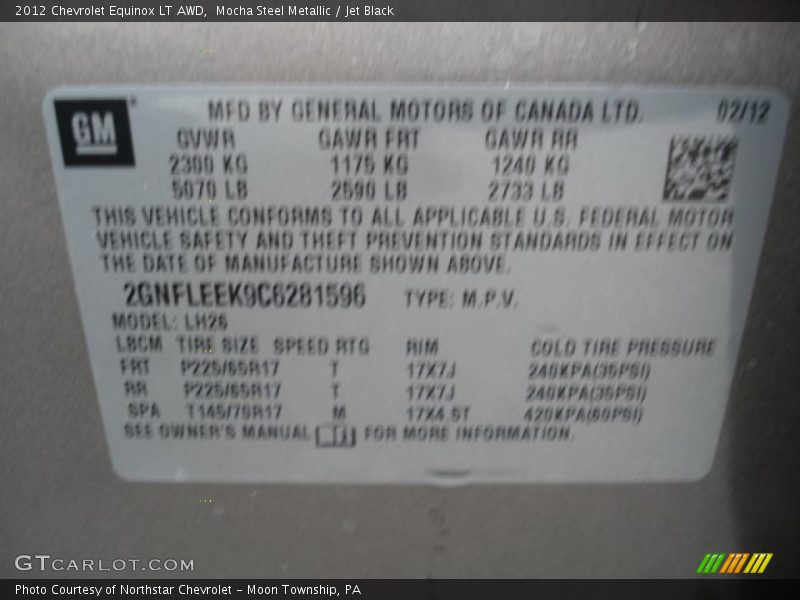 2012 Chevrolet Equinox LT AWD, Mocha Steel Metallic / Jet Black
GM
MFD BY GENERAL MOTORS OF CANADA LTD. 02/12
GVWR GAWR FRT GAWR RR
2300 KG 1175 KG 1240 KG
5070 LB 2590 LB 2733 LB
THIS VEHICLE CONFORMS TO ALL APPLICABLE U.S. FEDERAL MOTOR
VEHICLE SAFETY AND THEFT PREVENTION STANDARDS IN EFFECT ON
THE DATE OF MANUFACTURE SHOWN ABOVE.
2GNFLEEK9C6281596 TYPE: M.P.V.
MODEL: LH26
LBCM TIRE SIZE SPEED RTG RIM COLD TIRE PRESSURE
FRT P225/65R17 T 17X7J 240KPA(35PSI)
RR P225/65R17 T 17X7J 240KPA(35PSI)
SPA T145/70R17 M 17X4.5T 420KPA(60PSI)
SEE OWNER'S MANUAL FOR MORE INFORMATION.
GTCARLOT.COM
Photo Courtesy of Northstar Chevrolet - Moon Township, PA